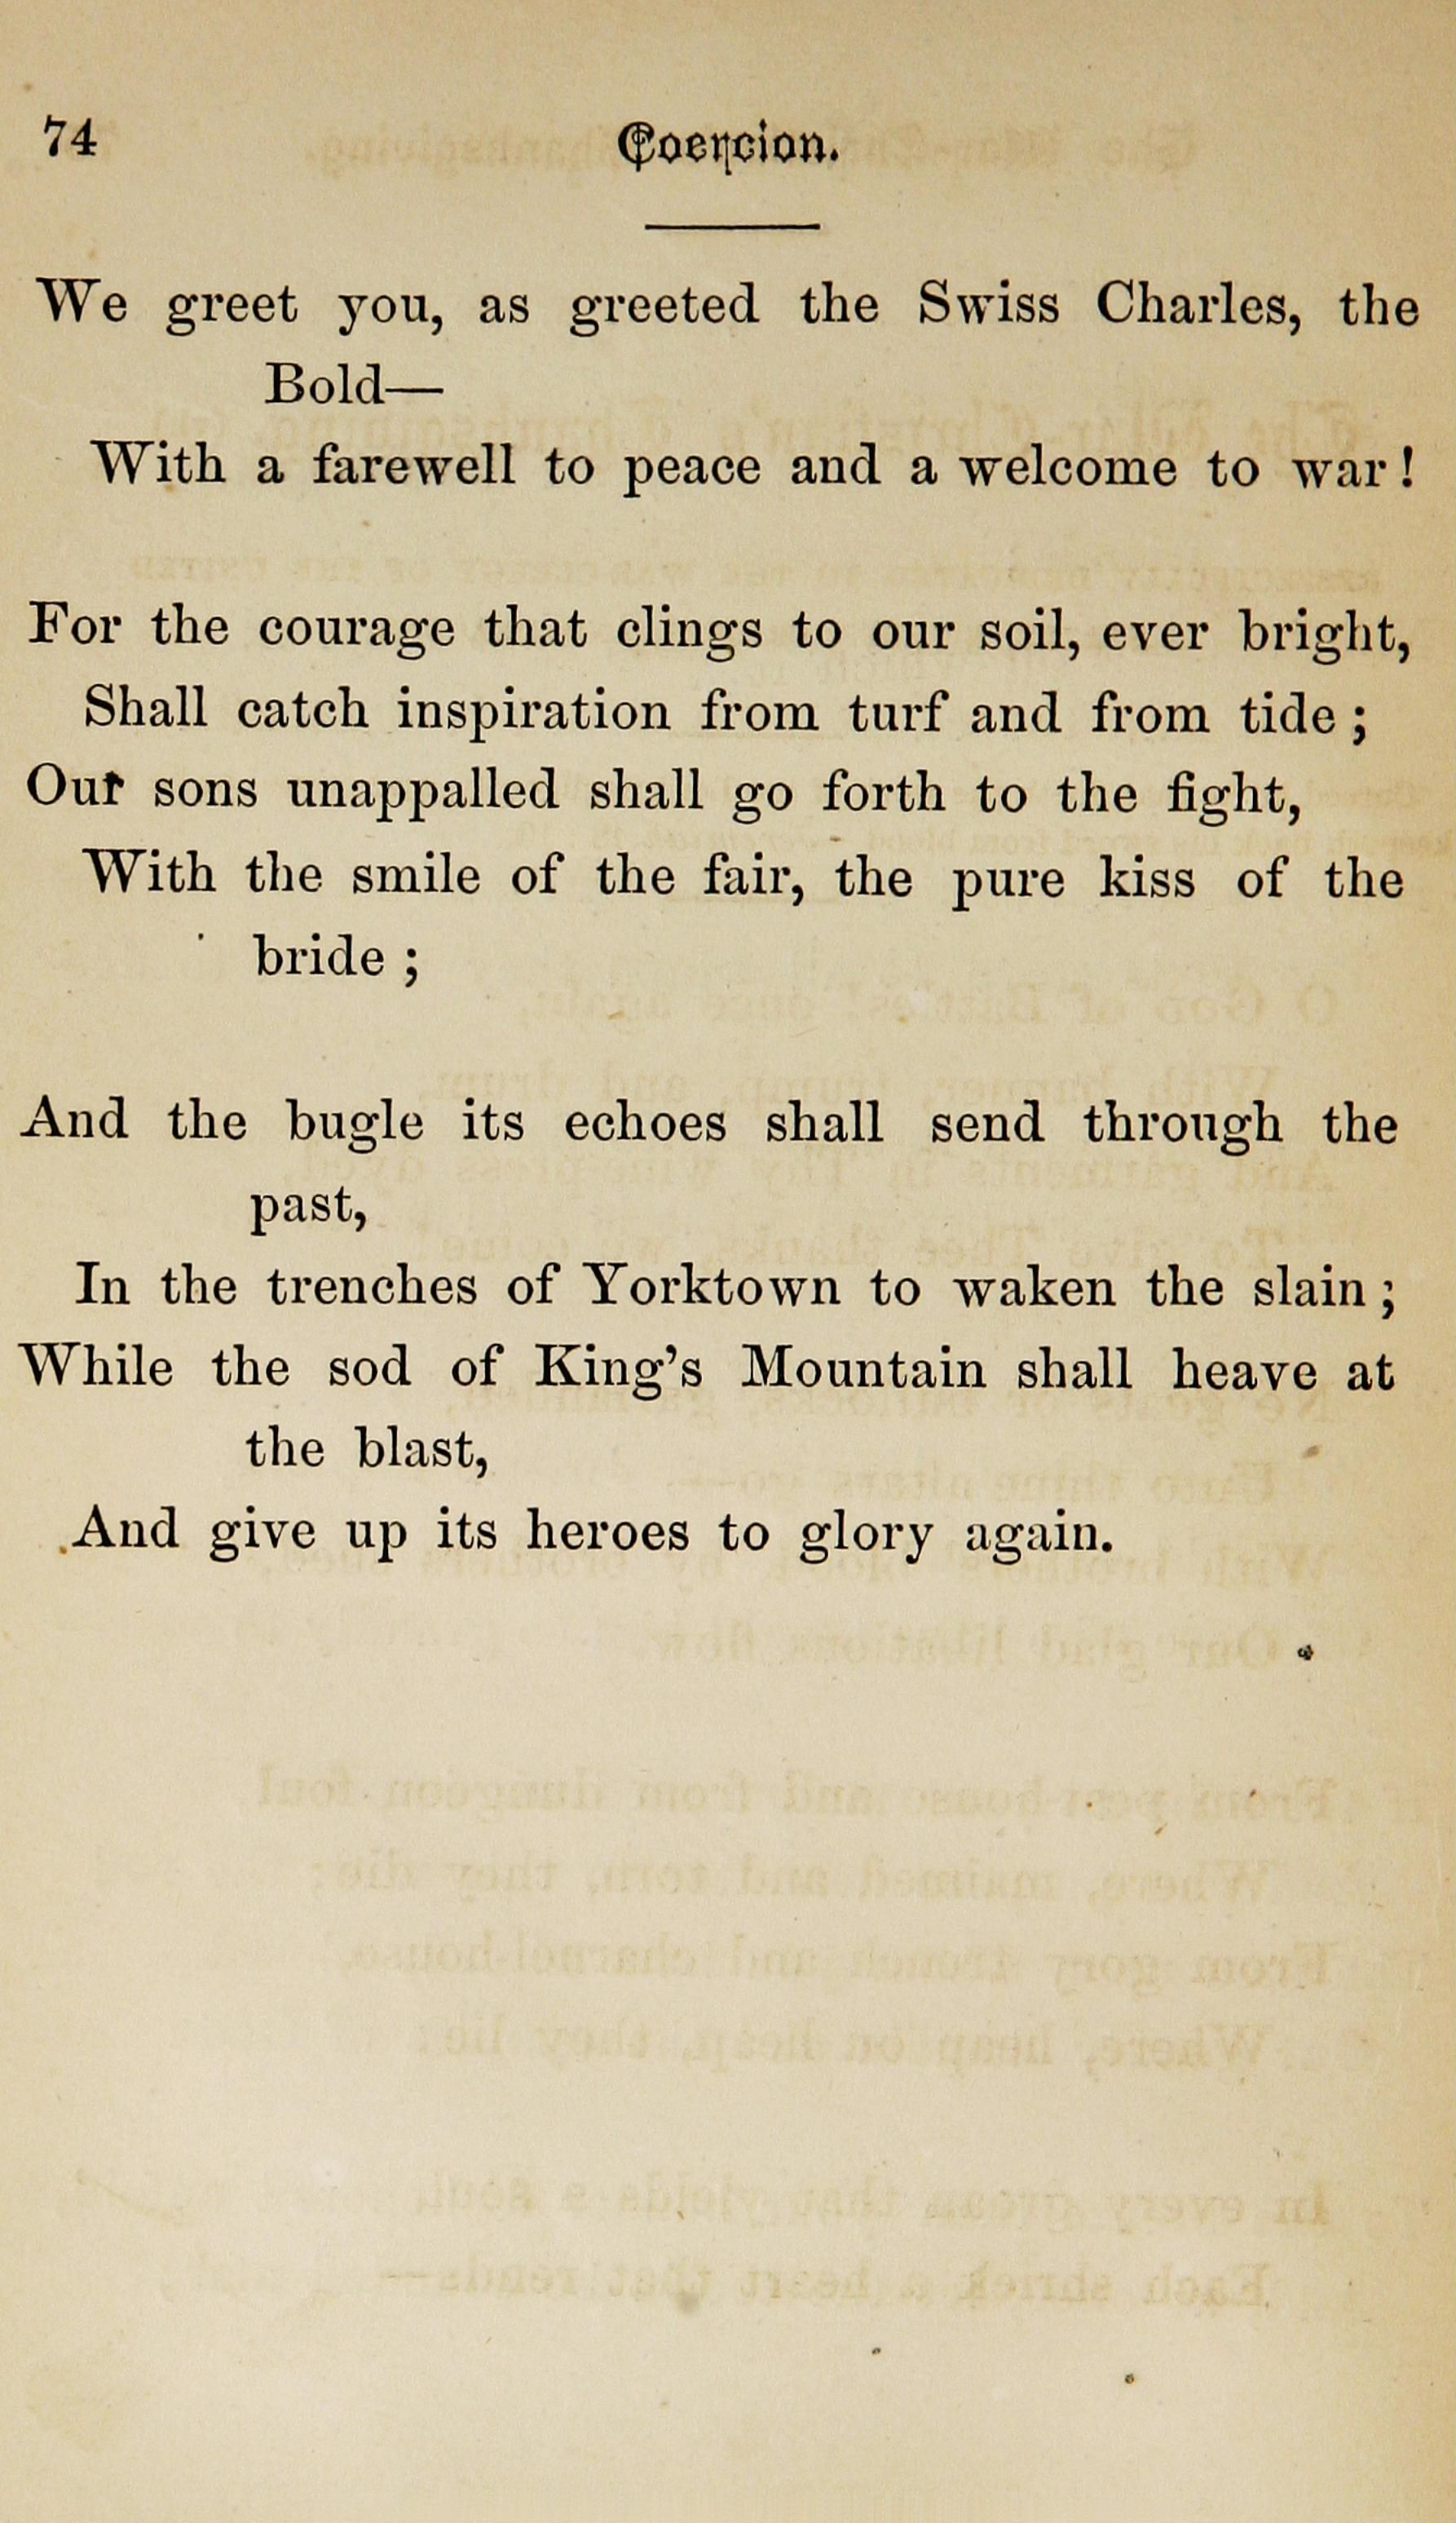 74
Coercion.
We greet you, as greeted the Swiss Charles, the
Bold—
With a farewell to peace and a welcome to war!
For the courage that clings to our soil, ever bright,
Shall catch inspiration from turf and from tide;
Our sons unappalled shall go forth to the fight,
With the smile of the fair, the pure kiss of the
bride;
And the bugle its echoes shall send through the
past,
In the trenches of Yorktown to waken the slain;
While the sod of King's Mountain shall heave at
the blast,
And give up its heroes to glory again.